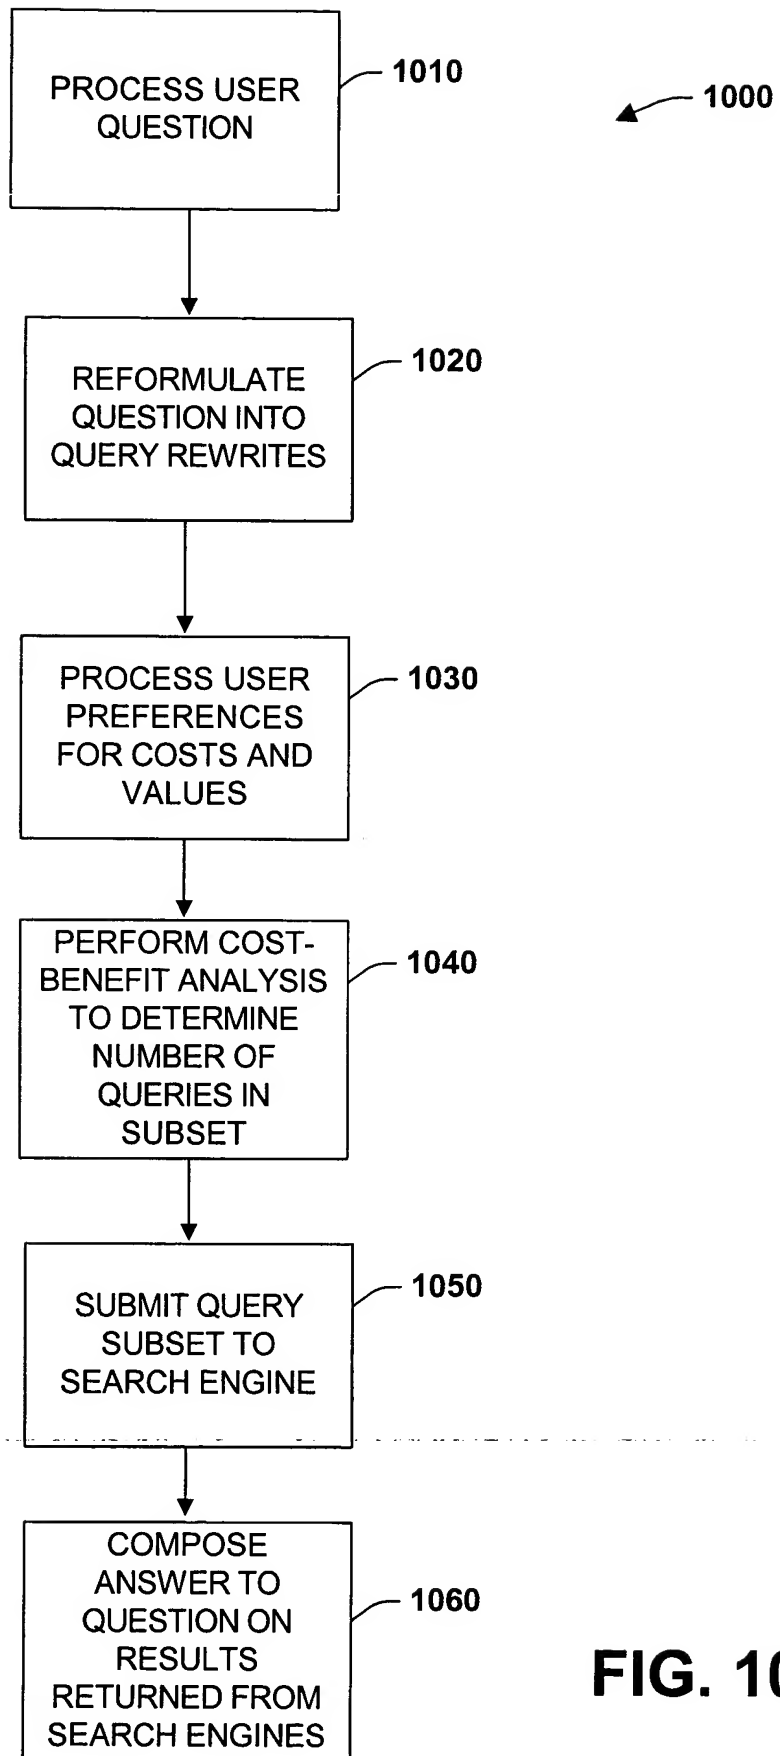 PROCESS USER
QUESTION
1010
1000
REFORMULATE
QUESTION INTO
QUERY REWRITES
1020
PROCESS USER
PREFERENCES
FOR COSTS AND
VALUES
1030
PERFORM COST-
BENEFIT ANALYSIS
TO DETERMINE
NUMBER OF
QUERIES IN
SUBSET
1040
SUBMIT QUERY
SUBSET TO
SEARCH ENGINE
1050
COMPOSE
ANSWER TO
QUESTION ON
RESULTS
RETURNED FROM
SEARCH ENGINES
1060
FIG. 10